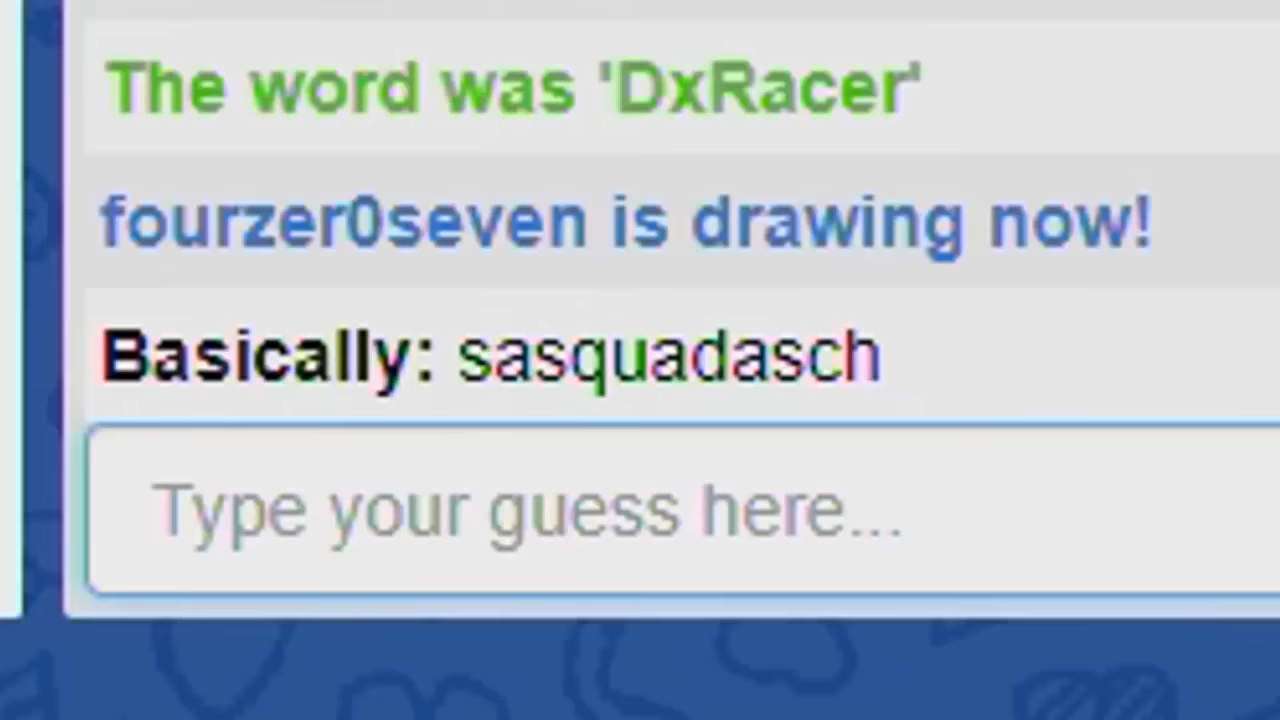 The word was 'DxRacer'
fourzer0seven is drawing now!
Basically: sasquadasch
Type your guess here...